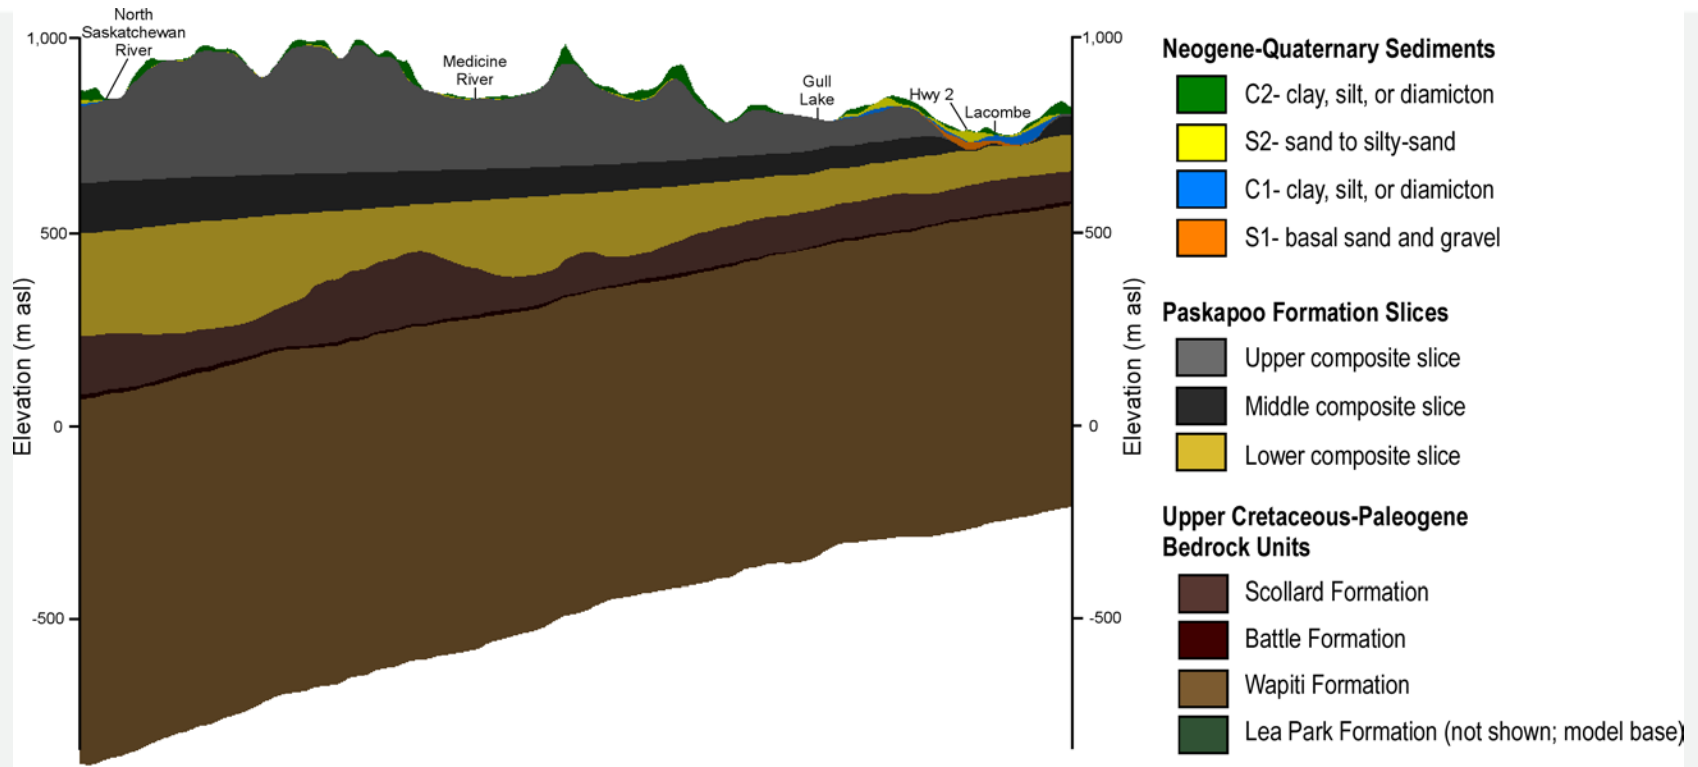 North
Saskatchewan
River
Medicine
River
Gull
Lake
Hwy 2
Lacombe
1,000
500
0
-500
Elevation (m asl)
1,000
500
0
-500
Elevation (m asl)
Neogene-Quaternary Sediments
C2- clay, silt, or diamicton
S2- sand to silty-sand
C1- clay, silt, or diamicton
S1- basal sand and gravel
Paskapoo Formation Slices
Upper composite slice
Middle composite slice
Lower composite slice
Upper Cretaceous-Paleogene
Bedrock Units
Scollard Formation
Battle Formation
Wapiti Formation
Lea Park Formation (not shown; model base)